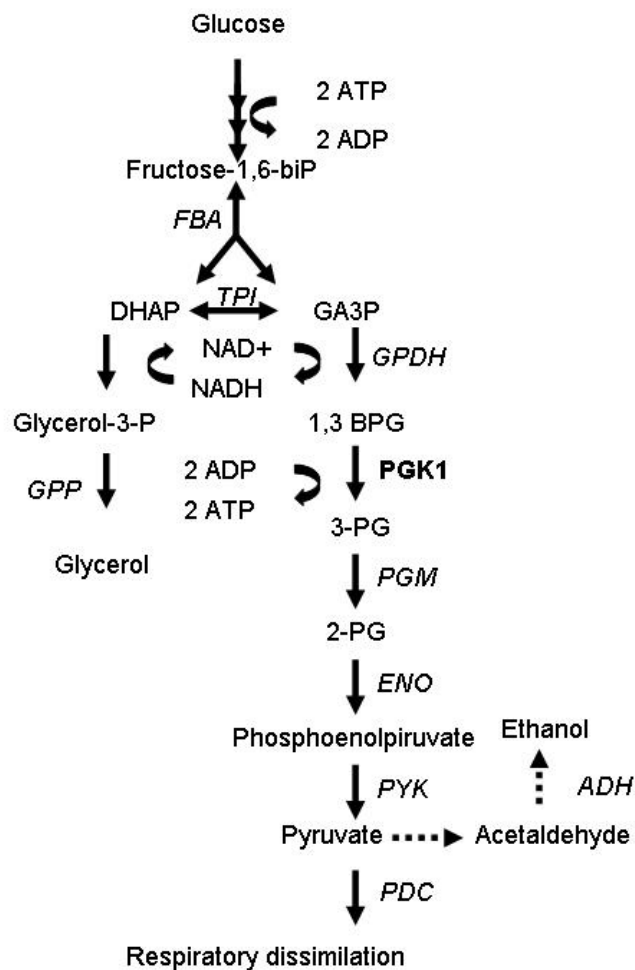 Glucose
2 ATP
2 ADP
Fructose-1,6-biP
FBA
DHAP
TPI
GA3P
NAD+
NADH
GPDH
Glycerol-3-P
1,3 BPG
2 ADP
2 ATP
PGK1
GPP
3-PG
Glycerol
PGM
2-PG
ENO
Phosphoenolpiruvate
Ethanol
PYK
ADH
Pyruvate
Acetaldehyde
PDC
Respiratory dissimilation